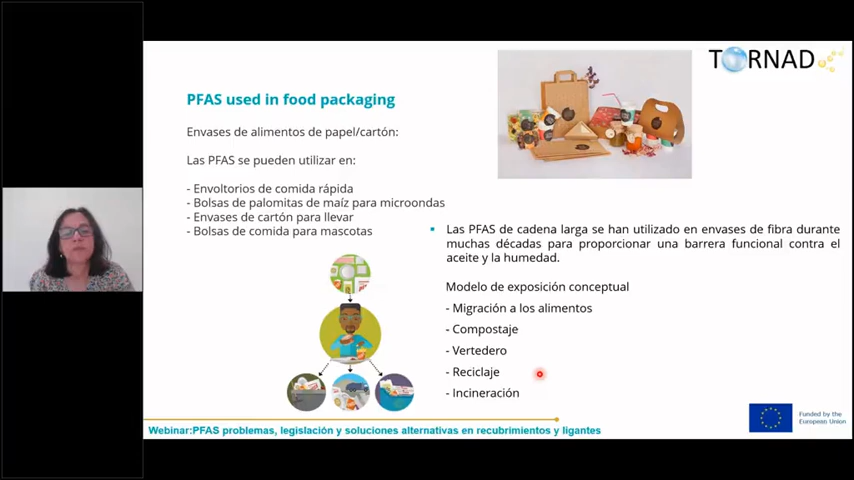 TORNAD
PFAS used in food packaging
Envases de alimentos de papel/cartón:
Las PFAS se pueden utilizar en:
- Envoltorios de comida rápida
- Bolsas de palomitas de maíz para microondas
- Envases de cartón para llevar
- Bolsas de comida para mascotas
Las PFAS de cadena larga se han utilizado en envases de fibra durante
muchas décadas para proporcionar una barrera funcional contra el
aceite y la humedad.
Modelo de exposición conceptual
- Migración a los alimentos
- Compostaje
- Vertedero
- Reciclaje
- Incineración
Funded by the
European Union
Webinar:PFAS problemas, legislación y soluciones alternativas en recubrimientos y ligantes